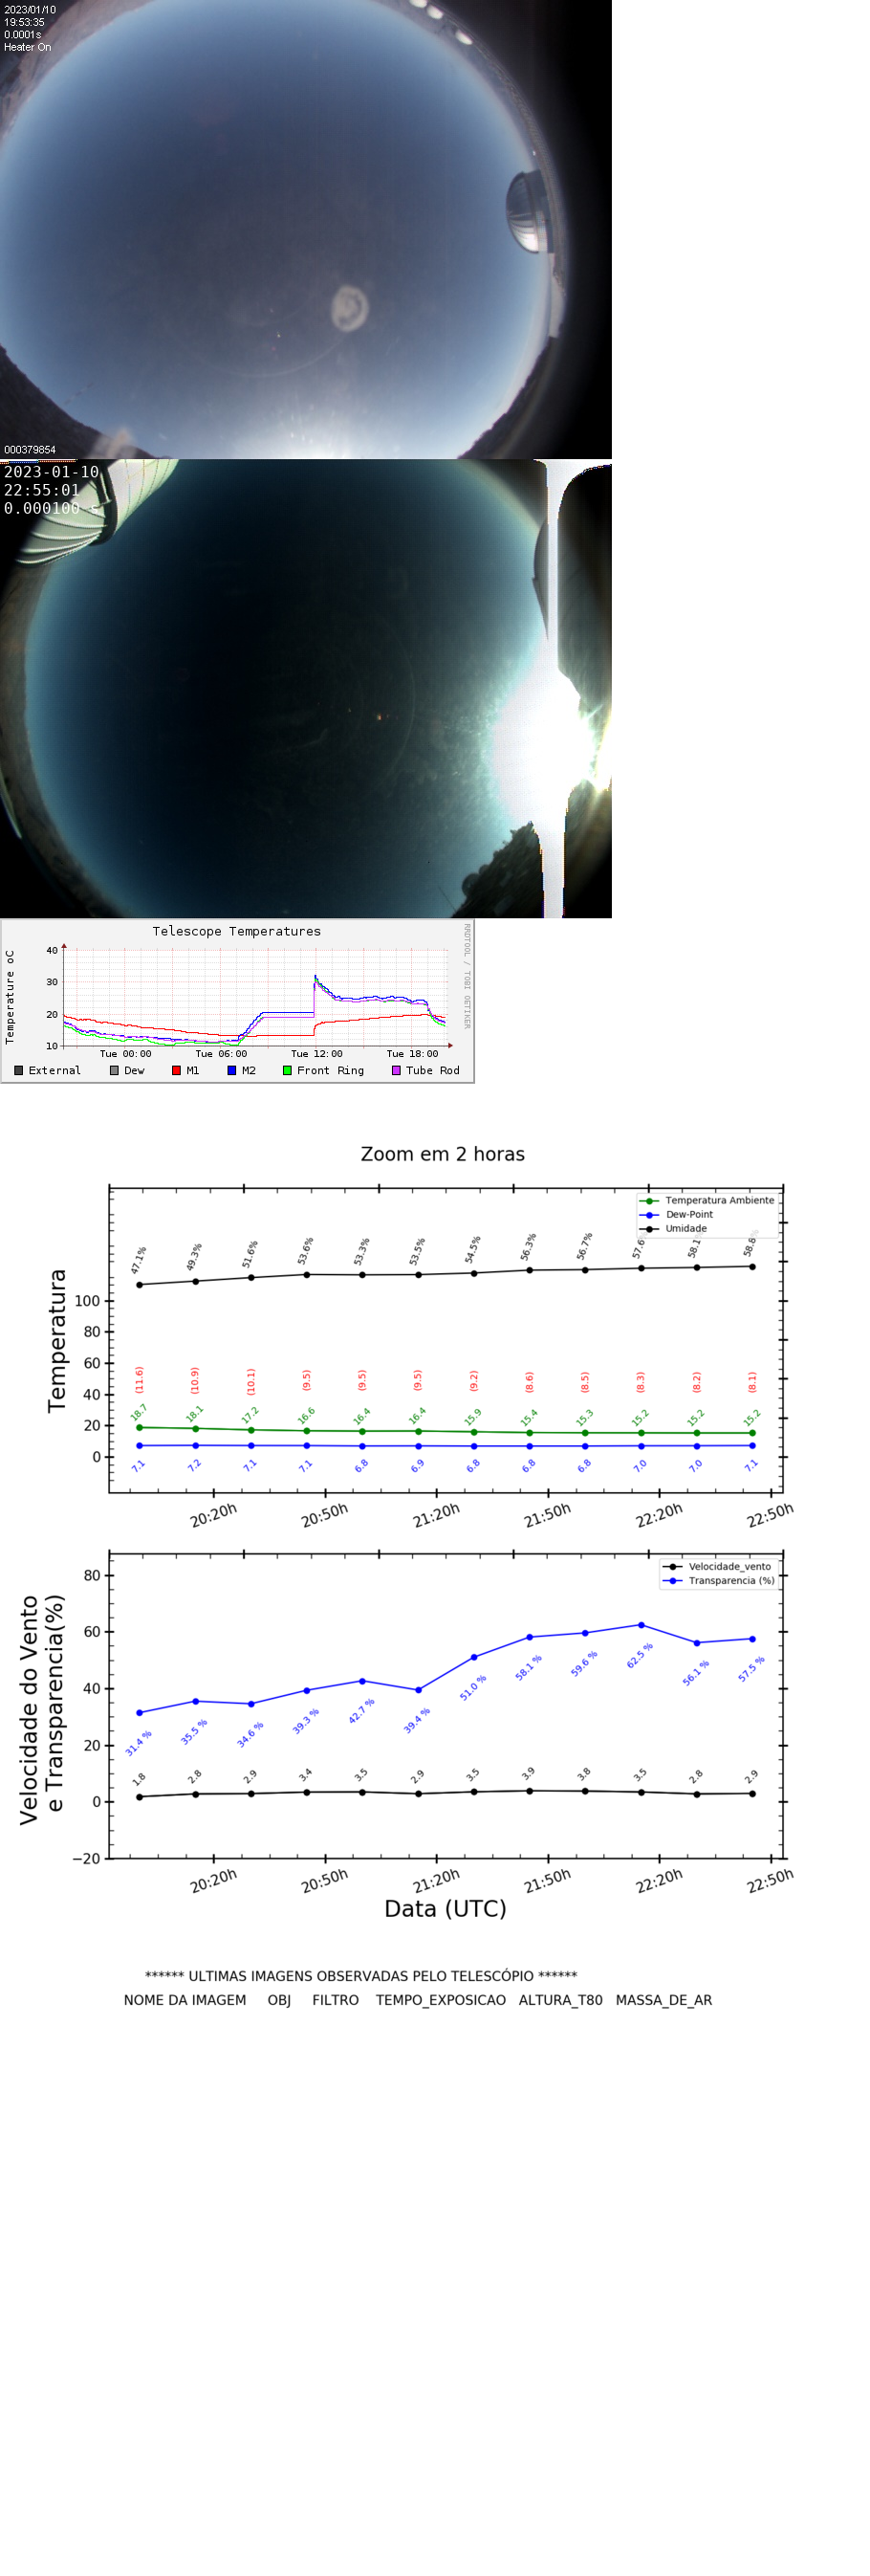 2023/01/10
19:53:35
0.0001s
Heater On
000379854
2023-01-10
22:55:01
0.000100 s
Telescope Temperatures
RRDTOOL / TOBI OETIKER
Temperature oC
40
30
20
10
Tue 00:00 Tue 06:00 Tue 12:00 Tue 18:00
External Dew M1 M2 Front Ring Tube Rod
Zoom em 2 horas
Temperatura Ambiente
Dew-Point
Umidade
47.1% 49.3% 51.6% 53.6% 53.3% 53.5% 54.5% 56.3% 56.7% 57.6 58.1 58.6%
Temperatura
100
80
60
40
20
0
(11.6) (10.9) (10.1) (9.5) (9.5) (9.5) (9.2) (8.6) (8.5) (8.3) (8.2) (8.1)
18.7 18.1 17.2 16.6 16.4 16.4 15.9 15.4 15.3 15.2 15.2 15.2
7.1 7.2 7.1 7.1 6.8 6.9 6.8 6.8 6.8 7.0 7.0 7.1
20:20h 20:50h 21:20h 21:50h 22:20h 22:50h
Velocidade_vento
Transparencia (%)
Velocidade do Vento
e Transparencia(%)
80
60
40
20
0
−20
31.4 % 35.5 % 34.6 % 39.3 % 42.7 % 39.4 % 51.0 % 58.1 % 59.6 % 62.5 % 56.1 % 57.5 %
1.8 2.8 2.9 3.4 3.5 2.9 3.5 3.9 3.8 3.5 2.8 2.9
20:20h 20:50h 21:20h 21:50h 22:20h 22:50h
Data (UTC)
****** ULTIMAS IMAGENS OBSERVADAS PELO TELESCÓPIO ******
NOME DA IMAGEM OBJ FILTRO TEMPO_EXPOSICAO ALTURA_T80 MASSA_DE_AR